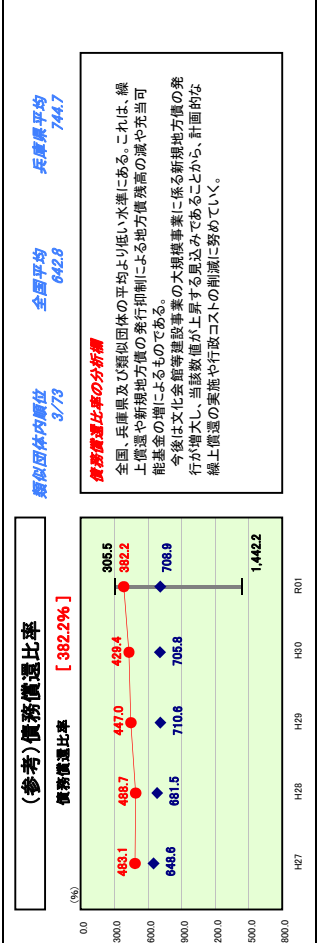 (参考)債務償還比率
債務償還比率 [ 382.2% ]
(%)
0.0
300.0
600.0
900.0
1,200.0
1,500.0
1,800.0
483.1
488.7
447.0
429.4
305.5
382.2
648.6
681.5
710.6
705.8
708.9
1,442.2
H27
H28
H29
H30
R01
類似団体内順位
3/73
全国平均
642.8
兵庫県平均
744.7
債務償還比率の分析欄
全国、兵庫県及び類似団体の平均より低い水準にある。これは、繰
上償還や新規地方債の発行抑制による地方債残高の減や充当可
能基金の増によるものである。
今後は文化会館等建設事業の大規模事業に係る新規地方債の発
行が増大し、当該数値が上昇する見込みであることから、計画的な
繰上償還の実施や行政コストの削減に努めていく。